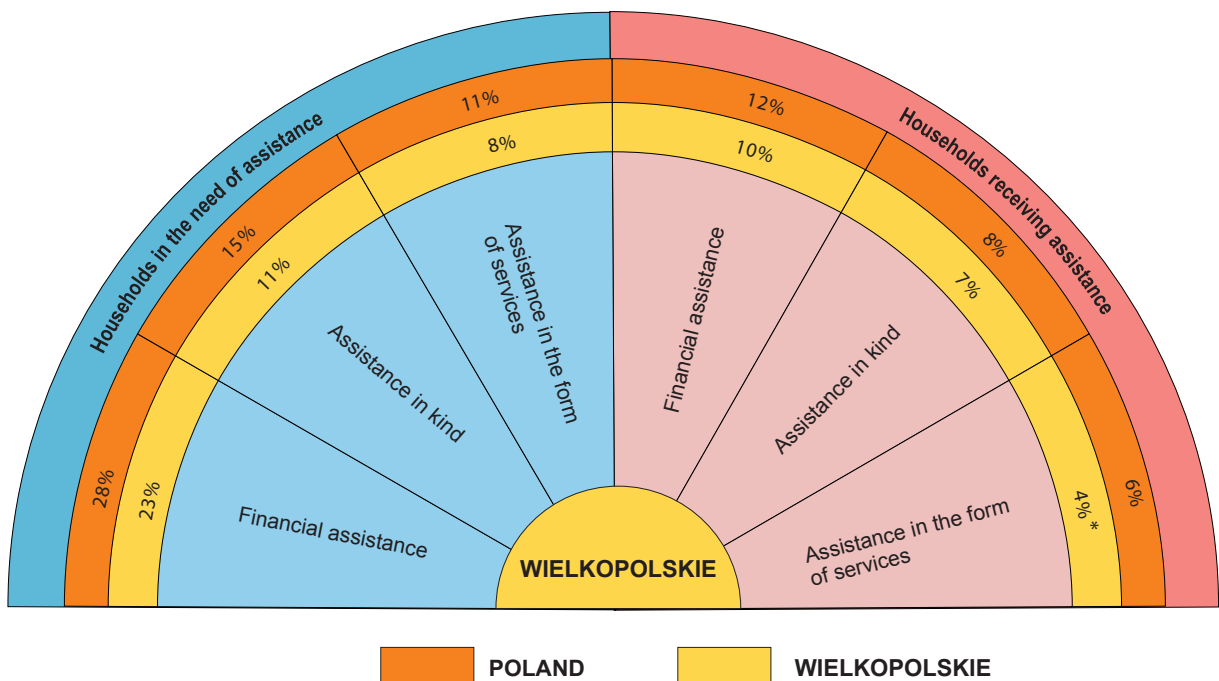 Households in the need of assistance
Households receiving assistance
11%
12%
8%
10%
15%
11%
8%
7%
28%
23%
6%
4% *
Assistance in the form
of services
Financial assistance
Assistance in kind
Assistance in kind
Financial assistance
Assistance in the form
of services
WIELKOPOLSKIE
POLAND
WIELKOPOLSKIE